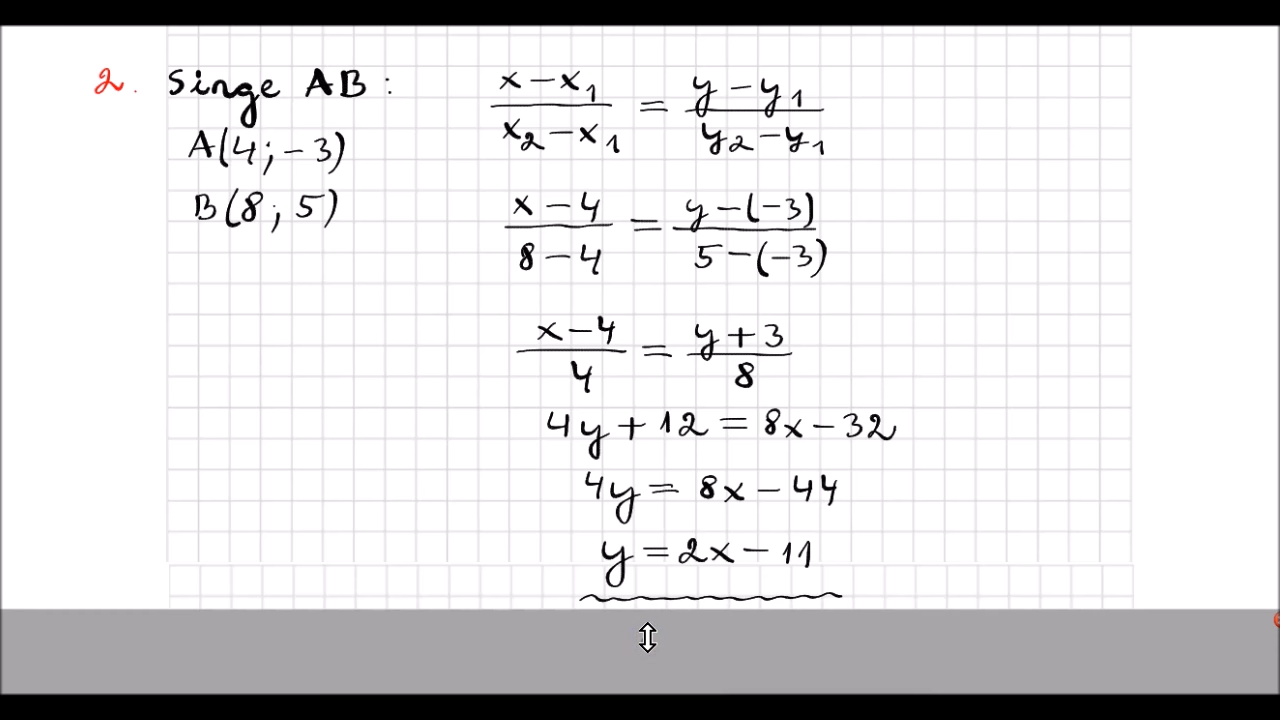 2. Sirge AB:
A(4; -3)
B(8; 5)
(x - x₁)/(x₂ - x₁) = (y - y₁)/(y₂ - y₁)
(x - 4)/(8 - 4) = (y - (-3))/(5 - (-3))
(x - 4)/4 = (y + 3)/8
4y + 12 = 8x - 32
4y = 8x - 44
y = 2x - 11